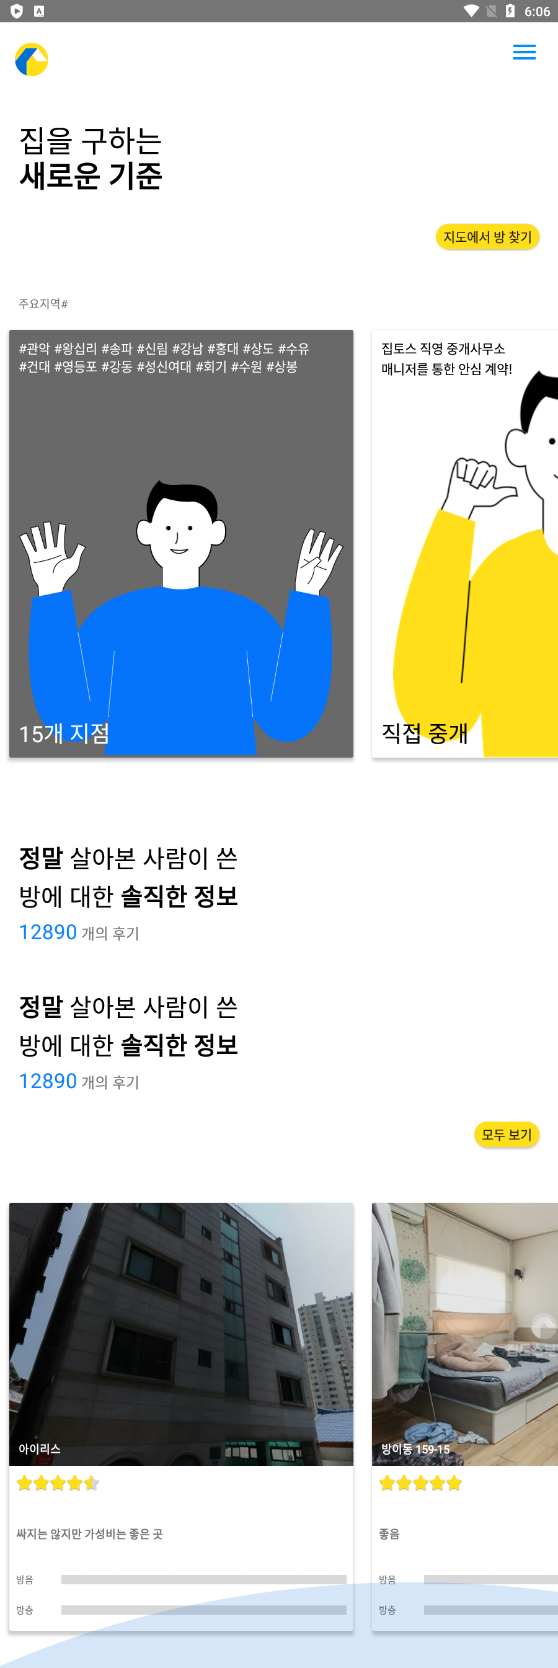 6:06
집을 구하는
새로운 기준
지도에서 방 찾기
주요지역#
#관악 #왕십리 #송파 #신림 #강남 #홍대 #상도 #수유
#건대 #영등포 #강동 #성신여대 #회기 #수원 #상봉
15개 지점
집토스 직영 중개사무소
매니저를 통한 안심 계약!
직접 중개
정말 살아본 사람이 쓴
방에 대한 솔직한 정보
12890 개의 후기
정말 살아본 사람이 쓴
방에 대한 솔직한 정보
12890 개의 후기
모두 보기
아이리스
싸지는 않지만 가성비는 좋은 곳
방음
방충
방이동 159-15
좋음
방음
방충